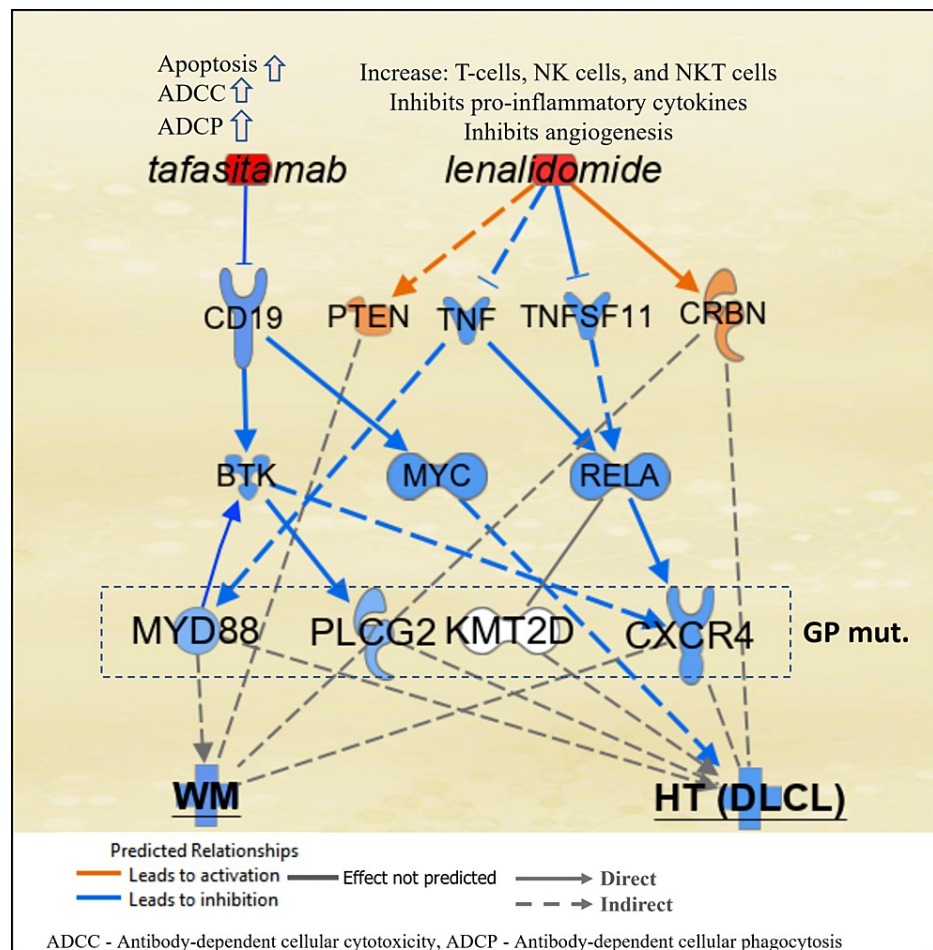 Apoptosis
ADCC
ADCP
Increase: T-cells, NK cells, and NKT cells
Inhibits pro-inflammatory cytokines
Inhibits angiogenesis
tafasitamab
lenalidomide
CD19
PTEN
TNF
TNFSF11
CRBN
BTK
MYC
RELA
MYD88
PLCG2
KMT2D
CXCR4
GP mut.
WM
HT (DLCL)
Predicted Relationships
Leads to activation
Effect not predicted
Direct
Leads to inhibition
Indirect
ADCC - Antibody-dependent cellular cytotoxicity, ADCP - Antibody-dependent cellular phagocytosis